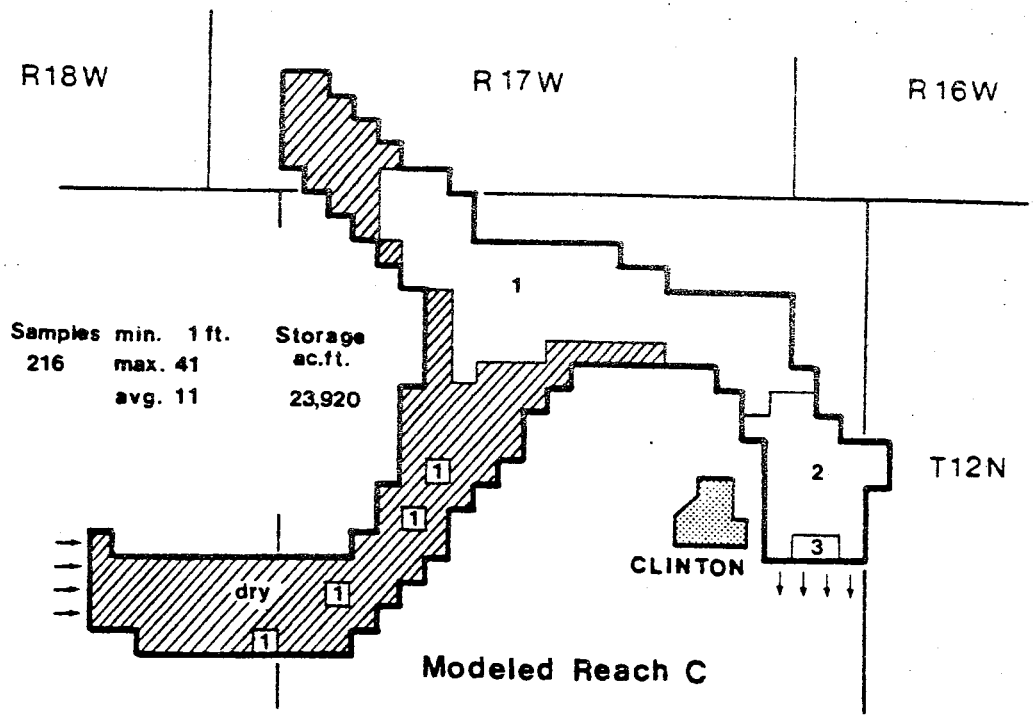 R18W
R17W
R16W
1
Samples min. 1 ft. Storage
216 max. 41 ac.ft.
avg. 11 23,920
1
2
T12N
1
3
CLINTON
dry
1
1
Modeled Reach C